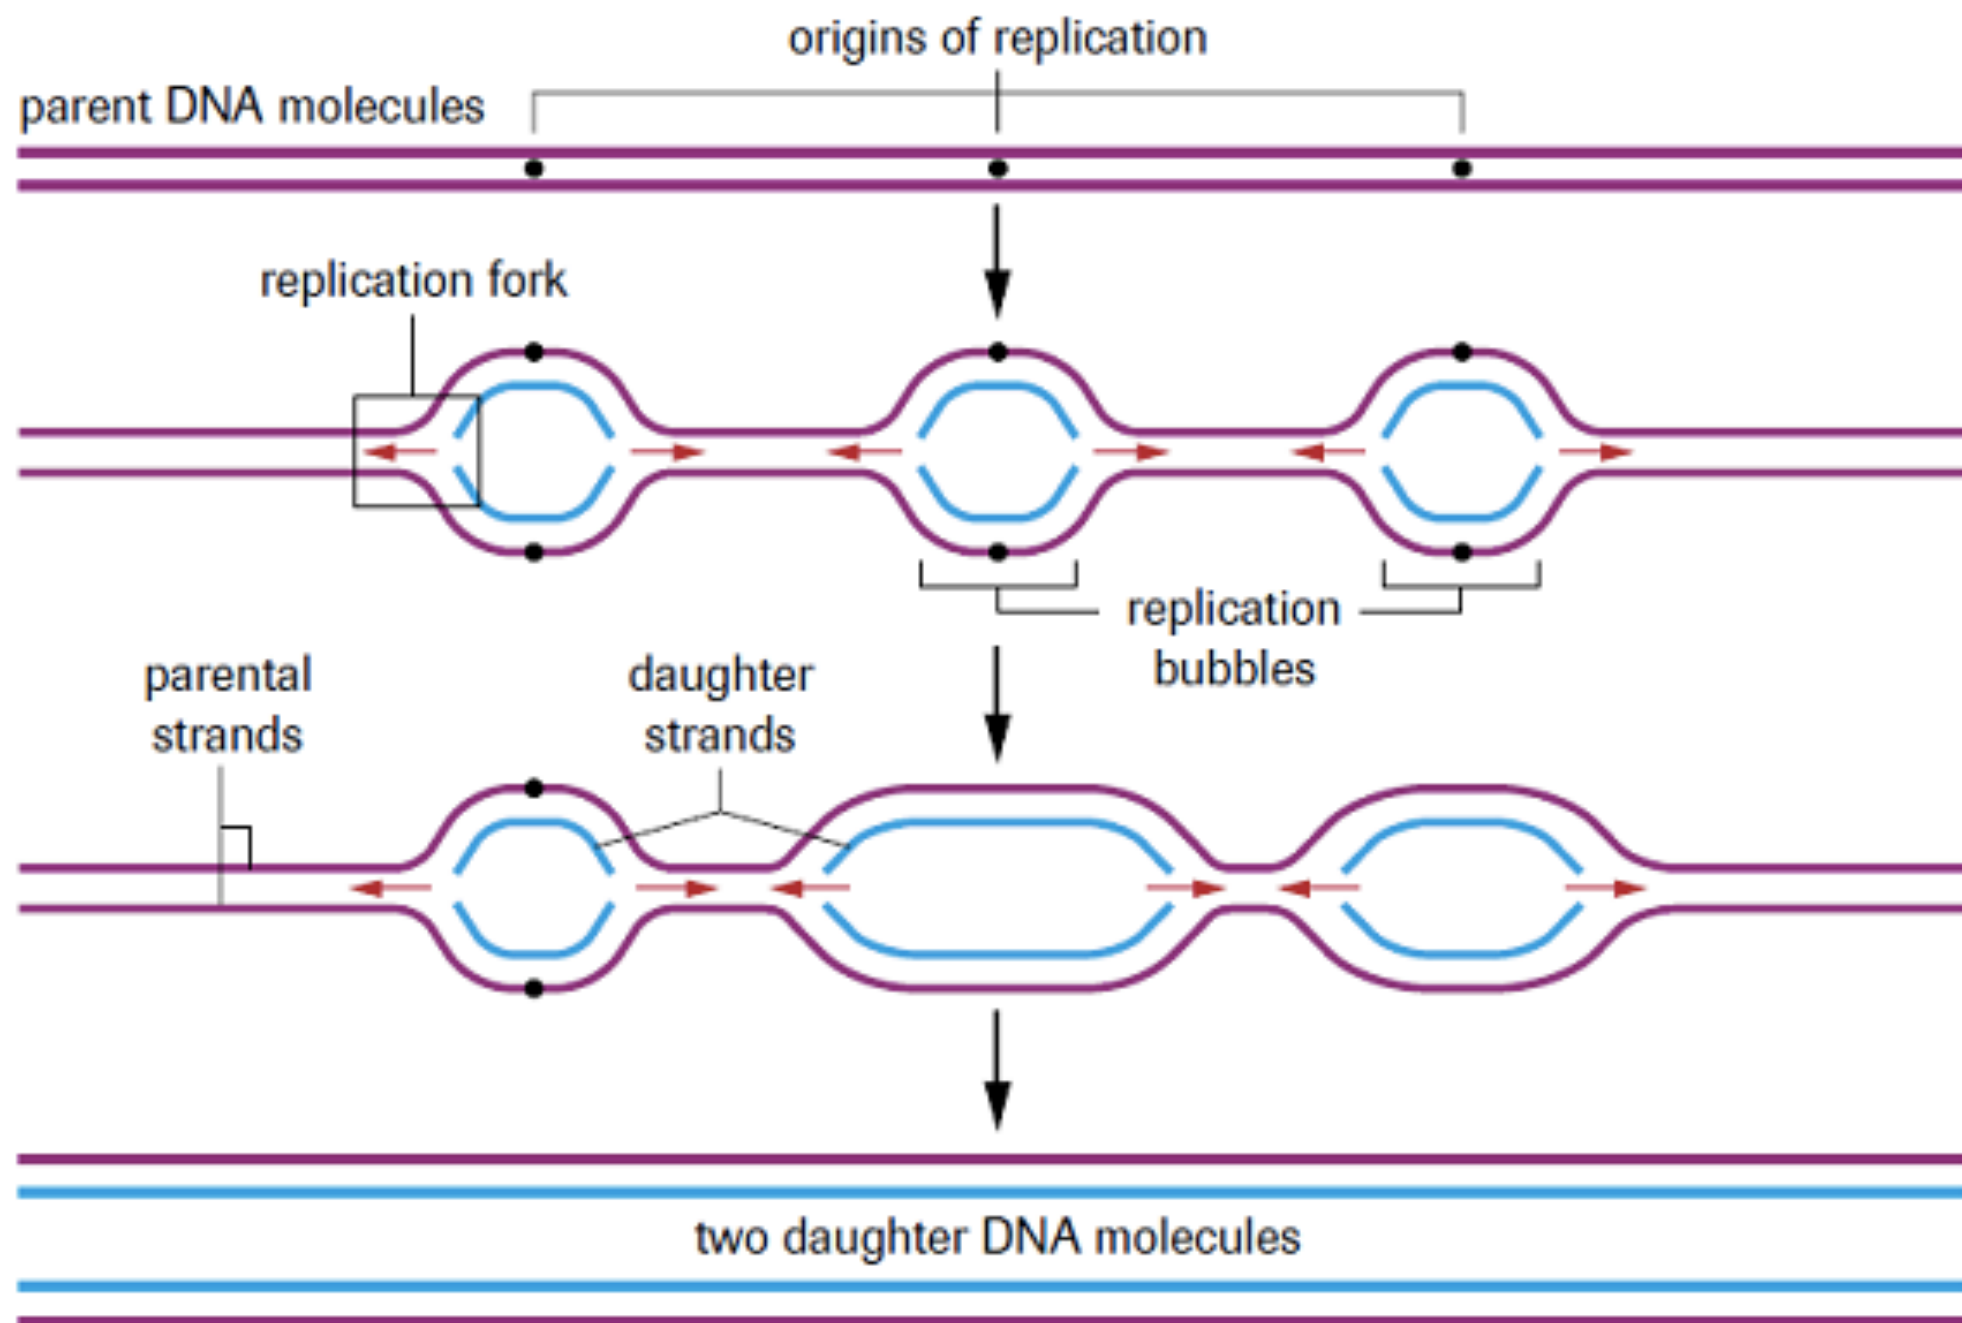 origins of replication
parent DNA molecules
replication fork
replication
bubbles
parental
strands
daughter
strands
two daughter DNA molecules